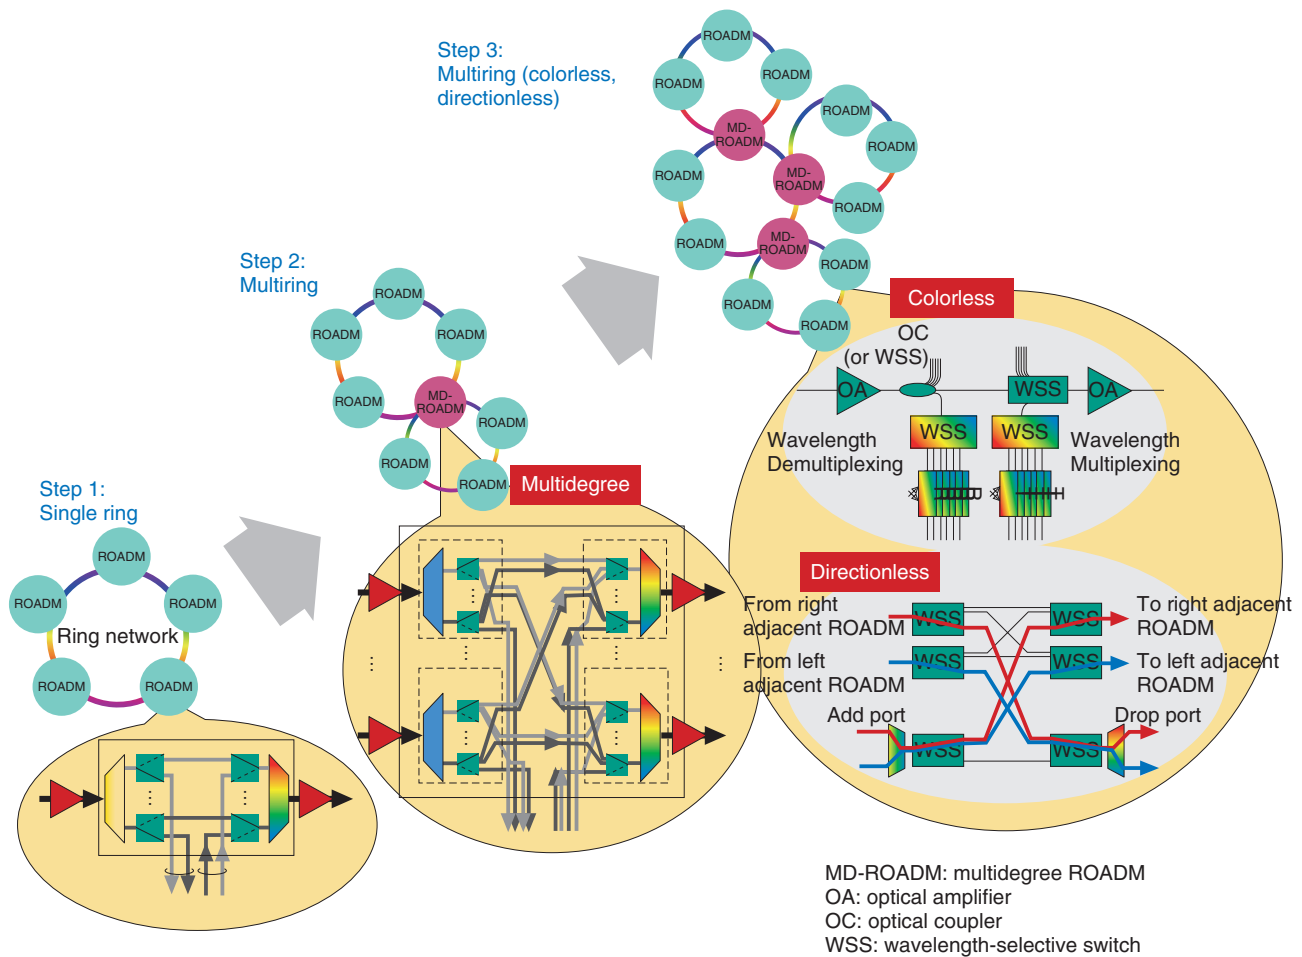 Step 3:
Multiring (colorless,
directionless)
ROADM
ROADM
ROADM
MD-
ROADM
ROADM
ROADM
ROADM
MD-
ROADM
ROADM
ROADM
MD-
ROADM
ROADM
ROADM
ROADM
Step 2:
Multiring
ROADM
ROADM
ROADM
ROADM
MD-
ROADM
ROADM
ROADM
ROADM
Multidegree
Step 1:
Single ring
ROADM
ROADM
ROADM
Ring network
ROADM
ROADM
Colorless
OC
(or WSS)
OA
WSS
OA
WSS
WSS
Wavelength
Demultiplexing
Wavelength
Multiplexing
Directionless
From right
adjacent ROADM
WSS
WSS
To right adjacent
ROADM
From left
adjacent ROADM
WSS
WSS
To left adjacent
ROADM
Add port
WSS
WSS
Drop port
MD-ROADM: multidegree ROADM
OA: optical amplifier
OC: optical coupler
WSS: wavelength-selective switch